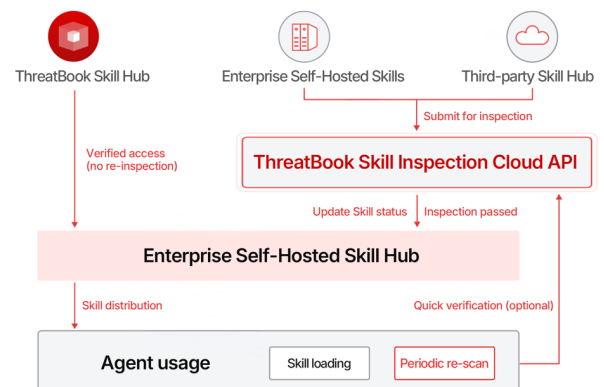 ThreatBook Skill Hub
Enterprise Self-Hosted Skills
Third-party Skill Hub
Submit for inspection
Verified access
(no re-inspection)
ThreatBook Skill Inspection Cloud API
Update Skill status
Inspection passed
Enterprise Self-Hosted Skill Hub
Skill distribution
Quick verification (optional)
Agent usage
Skill loading
Periodic re-scan